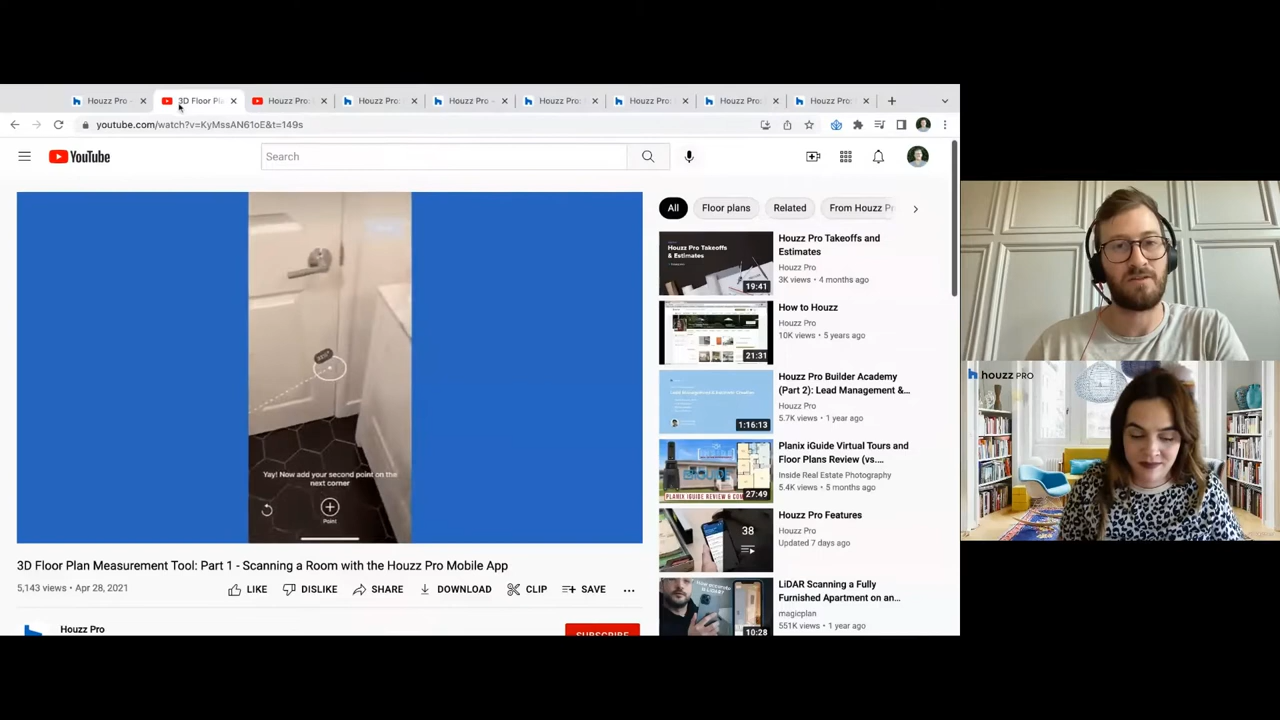 Houzz Pro -
3D Floor Pla
Houzz Pro:
Houzz Pro:
Houzz Pro -
Houzz Pro:
Houzz Pro:
Houzz Pro:
Houzz Pro:
youtube.com/watch?v=KyMssAN61oE&t=149s
YouTube
Search
Yay! Now add your second point on the
next corner
Point
3D Floor Plan Measurement Tool: Part 1 - Scanning a Room with the Houzz Pro Mobile App
5,143 views • Apr 28, 2021
LIKE
DISLIKE
SHARE
DOWNLOAD
CLIP
SAVE
Houzz Pro
SUBSCRIBE
All
Floor plans
Related
From Houzz Pr
Houzz Pro Takeoffs
& Estimates
19:41
Houzz Pro Takeoffs and
Estimates
Houzz Pro
3K views • 4 months ago
21:31
How to Houzz
Houzz Pro
10K views • 5 years ago
1:16:13
Houzz Pro Builder Academy
(Part 2): Lead Management &...
Houzz Pro
5.7K views • 1 year ago
PLANIX IGUIDE REVIEW & CO
27:49
Planix iGuide Virtual Tours and
Floor Plans Review (vs....
Inside Real Estate Photography
5.4K views • 5 months ago
38
Houzz Pro Features
Houzz Pro
Updated 7 days ago
10:28
LiDAR Scanning a Fully
Furnished Apartment on an...
magicplan
551K views • 1 year ago
houzz PRO